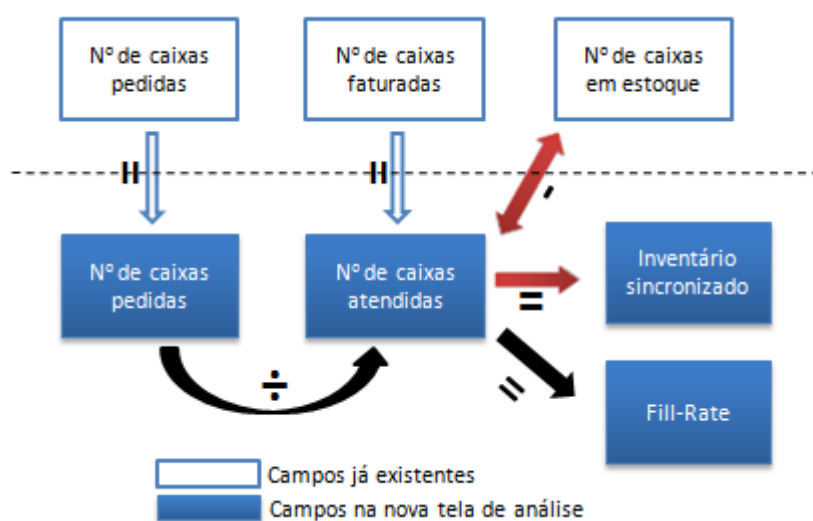 Nº de caixas
pedidas
Nº de caixas
faturadas
Nº de caixas
em estoque
=
=
-
Nº de caixas
pedidas
Nº de caixas
atendidas
=
Inventário
sincronizado
÷
=
Fill-Rate
Campos já existentes
Campos na nova tela de análise